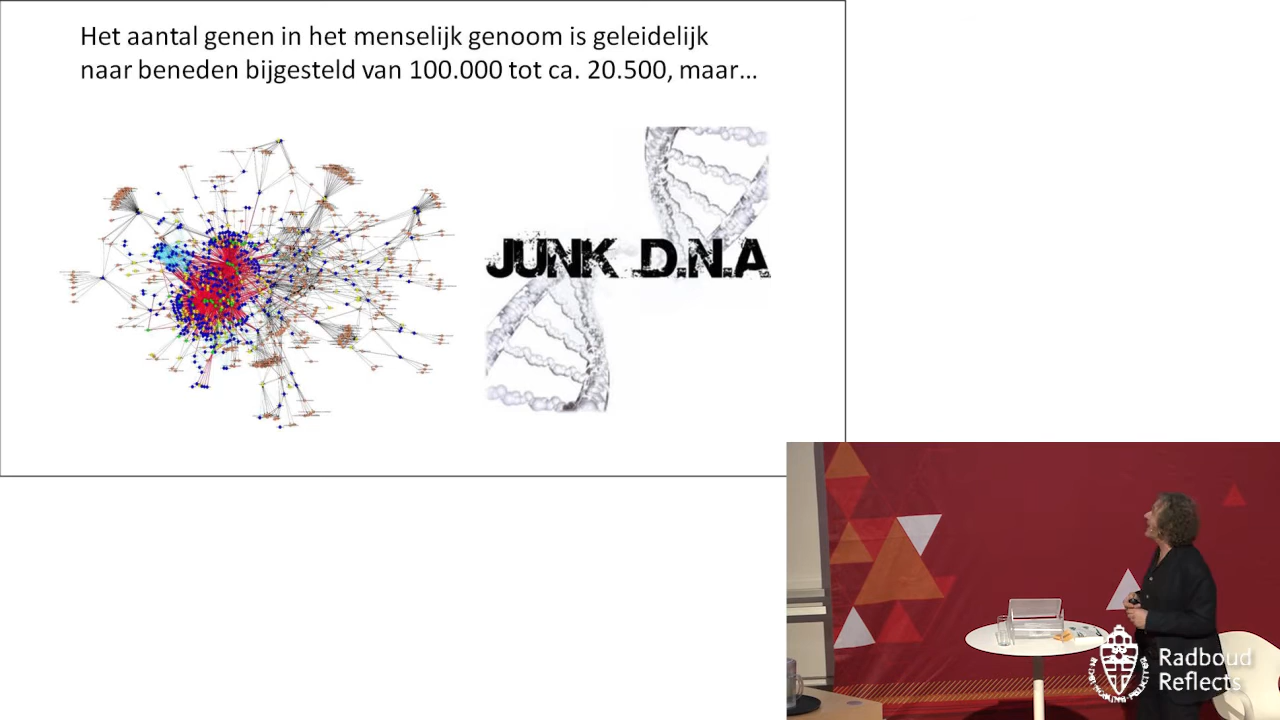 Het aantal genen in het menselijk genoom is geleidelijk
naar beneden bijgesteld van 100.000 tot ca. 20.500, maar...
JUNK D.N.A
Radboud
Reflects